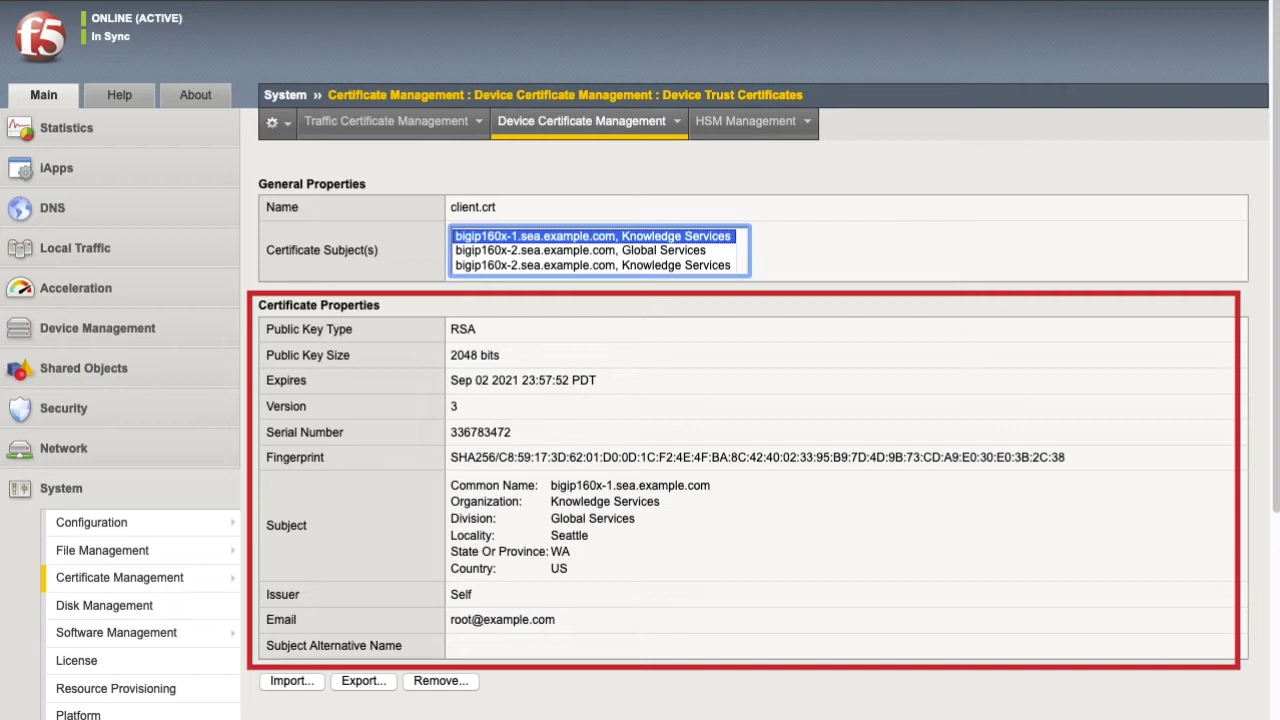 f5
ONLINE (ACTIVE)
In Sync
Main
Help
About
System ›› Certificate Management : Device Certificate Management : Device Trust Certificates
Traffic Certificate Management
Device Certificate Management
HSM Management
Statistics
iApps
DNS
Local Traffic
Acceleration
Device Management
Shared Objects
Security
Network
System
Configuration
File Management
Certificate Management
Disk Management
Software Management
License
Resource Provisioning
Platform
General Properties
Name client.crt
Certificate Subject(s)
bigip160x-1.sea.example.com, Knowledge Services
bigip160x-2.sea.example.com, Global Services
bigip160x-2.sea.example.com, Knowledge Services
Certificate Properties
Public Key Type RSA
Public Key Size 2048 bits
Expires Sep 02 2021 23:57:52 PDT
Version 3
Serial Number 336783472
Fingerprint SHA256/C8:59:17:3D:62:01:D0:0D:1C:F2:4E:4F:BA:8C:42:40:02:33:95:B9:7D:4D:9B:73:CD:A9:E0:30:E0:3B:2C:38
Subject
Common Name: bigip160x-1.sea.example.com
Organization: Knowledge Services
Division: Global Services
Locality: Seattle
State Or Province: WA
Country: US
Issuer Self
Email root@example.com
Subject Alternative Name
Import...
Export...
Remove...